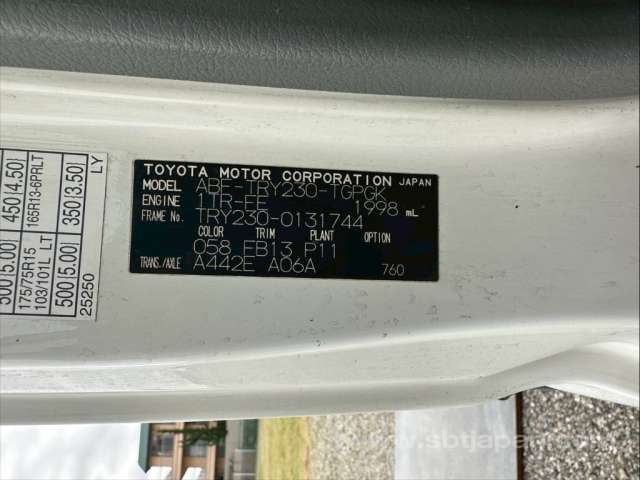 TOYOTA MOTOR CORPORATION JAPAN
MODEL ABF-TRY230-TGPGK
ENGINE 1TR-FE 1998 mL
FRAME No. TRY230-0131744
COLOR TRIM PLANT OPTION
058 FB13 P11
TRANS./AXLE A442E A06A 760
450(4.50)
165R13-6PRLT
350(3.50)
LY
500(5.00)
175/75R15
103/101L LT
500(5.00)
25250
sbtjapan